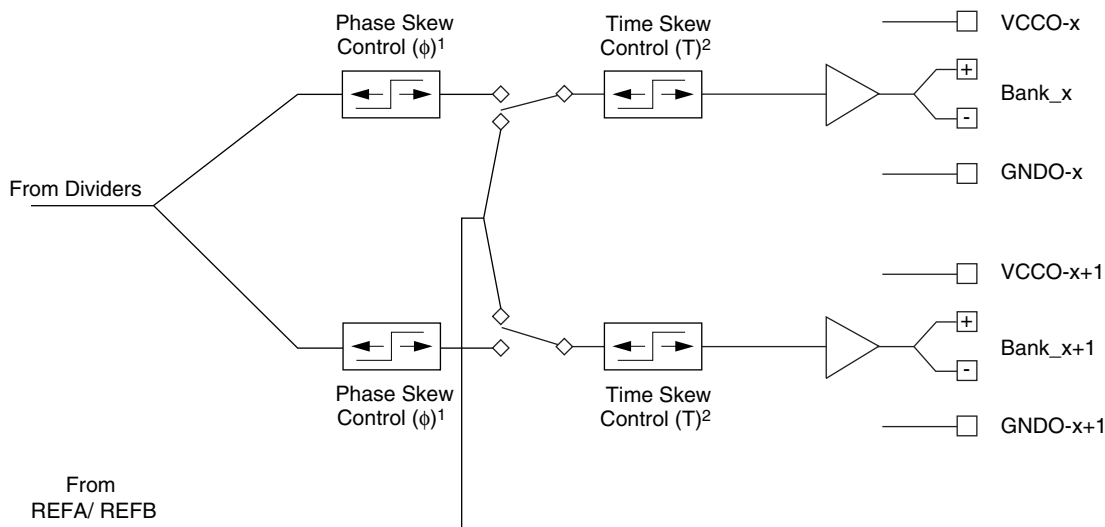 Phase Skew
Control (ϕ)¹
Time Skew
Control (T)²
VCCO-x
+
Bank_x
-
GNDO-x
From Dividers
VCCO-x+1
+
Bank_x+1
-
GNDO-x+1
Phase Skew
Control (ϕ)¹
Time Skew
Control (T)²
From
REFA/ REFB